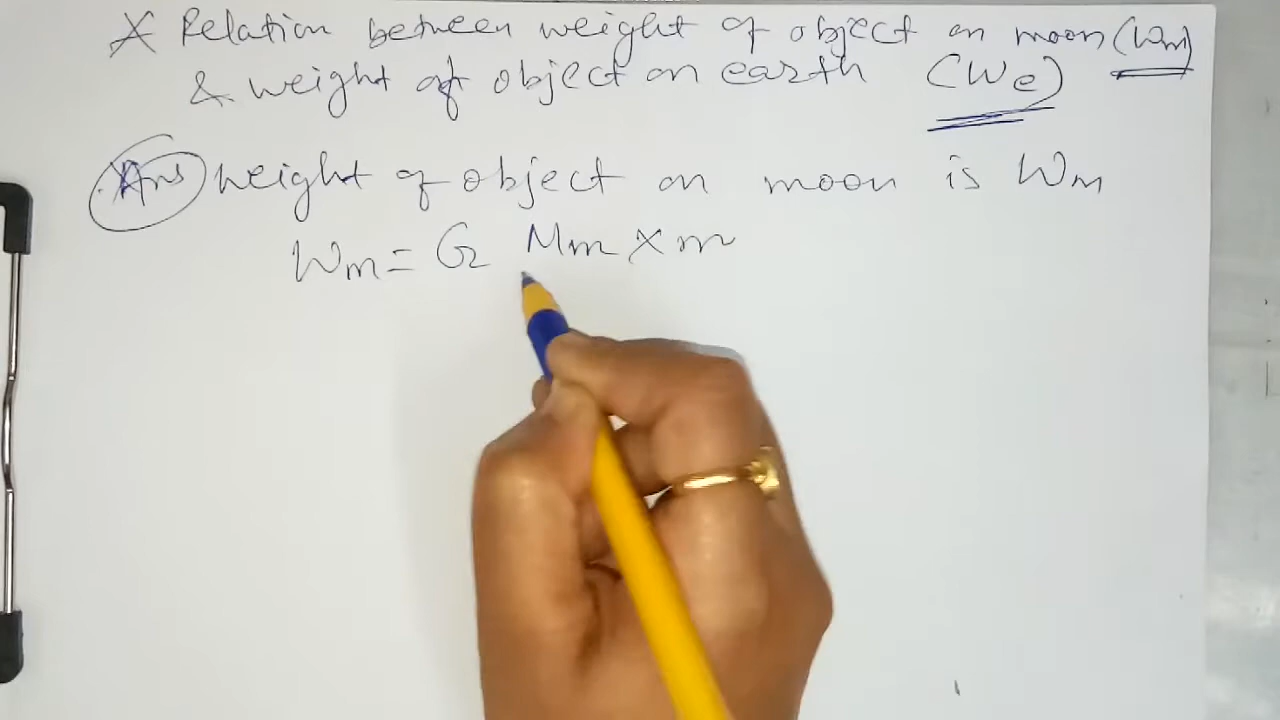 X Relation between weight of object on moon (Wm)
& weight of object on earth (We)
Ans weight of object on moon is Wm
Wm = G Mm × m